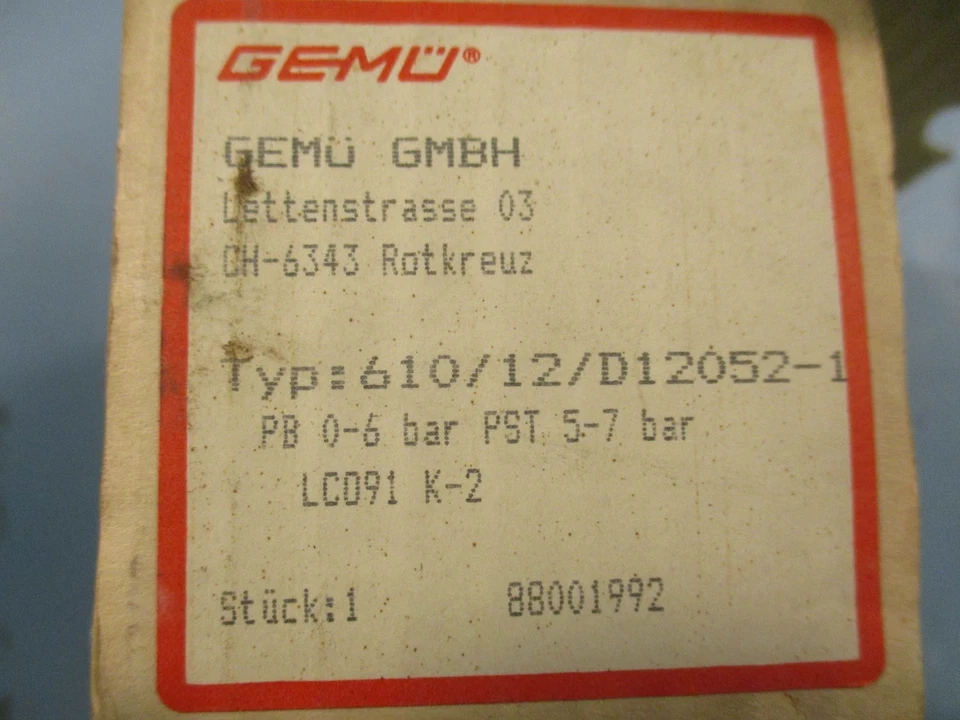 GEMÜ®
GEMÜ GMBH
Lettenstrasse 03
CH-6343 Rotkreuz
Typ:610/12/D12052-1
PB 0-6 bar PST 5-7 bar
LC091 K-2
Stück:1 88001992